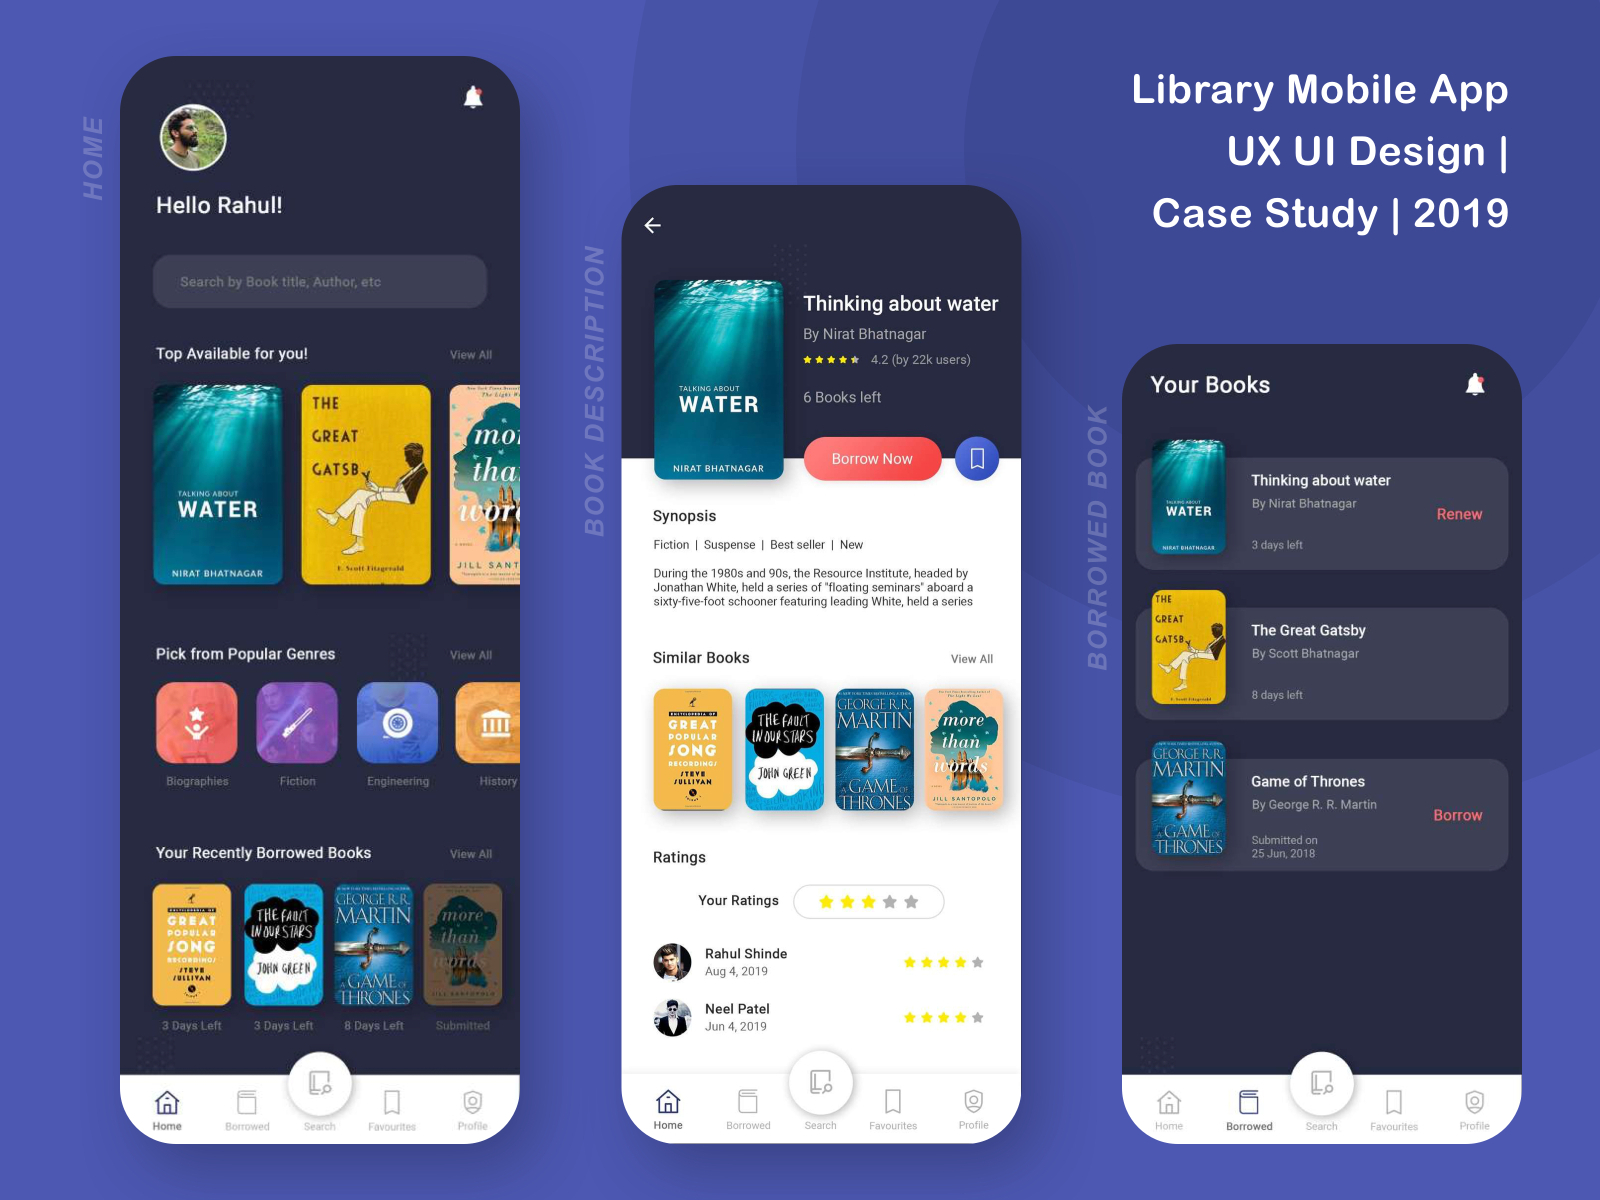 Library Mobile App
UX UI Design |
Case Study | 2019
HOME
Hello Rahul!
Search by Book title, Author, etc
Top Available for you!
View All
TALKING ABOUT
WATER
NIRAT BHATNAGAR
THE
GREAT
GATSB
F. Scott Fitzgerald
more
than
words
JILL SANT
Pick from Popular Genres
View All
Biographies
Fiction
Engineering
History
Your Recently Borrowed Books
View All
ENCYCLOPEDIA OF
GREAT
POPULAR
SONG
RECORDINGS
STEVE
SULLIVAN
THE FAULT
IN OUR STARS
JOHN GREEN
GEORGE R.R.
MARTIN
A GAME OF
THRONES
more
than
words
JILL SANTOPOLO
3 Days Left
3 Days Left
8 Days Left
Submitted
Home
Borrowed
Search
Favourites
Profile
BOOK DESCRIPTION
TALKING ABOUT
WATER
NIRAT BHATNAGAR
Thinking about water
By Nirat Bhatnagar
4.2 (by 22k users)
6 Books left
Borrow Now
Synopsis
Fiction | Suspense | Best seller | New
During the 1980s and 90s, the Resource Institute, headed by
Jonathan White, held a series of "floating seminars" aboard a
sixty-five-foot schooner featuring leading White, held a series
Similar Books
View All
ENCYCLOPEDIA OF
GREAT
POPULAR
SONG
RECORDINGS
STEVE
SULLIVAN
THE FAULT
IN OUR STARS
JOHN GREEN
GEORGE R.R.
MARTIN
A GAME OF
THRONES
more
than
words
JILL SANTOPOLO
Ratings
Your Ratings
Rahul Shinde
Aug 4, 2019
Neel Patel
Jun 4, 2019
Home
Borrowed
Search
Favourites
Profile
BORROWED BOOK
Your Books
TALKING ABOUT
WATER
NIRAT BHATNAGAR
Thinking about water
By Nirat Bhatnagar
Renew
3 days left
THE
GREAT
GATSB
F. Scott Fitzgerald
The Great Gatsby
By Scott Bhatnagar
8 days left
GEORGE R.R.
MARTIN
A GAME OF
THRONES
Game of Thrones
By George R. R. Martin
Borrow
Submitted on
25 Jun, 2018
Home
Borrowed
Search
Favourites
Profile